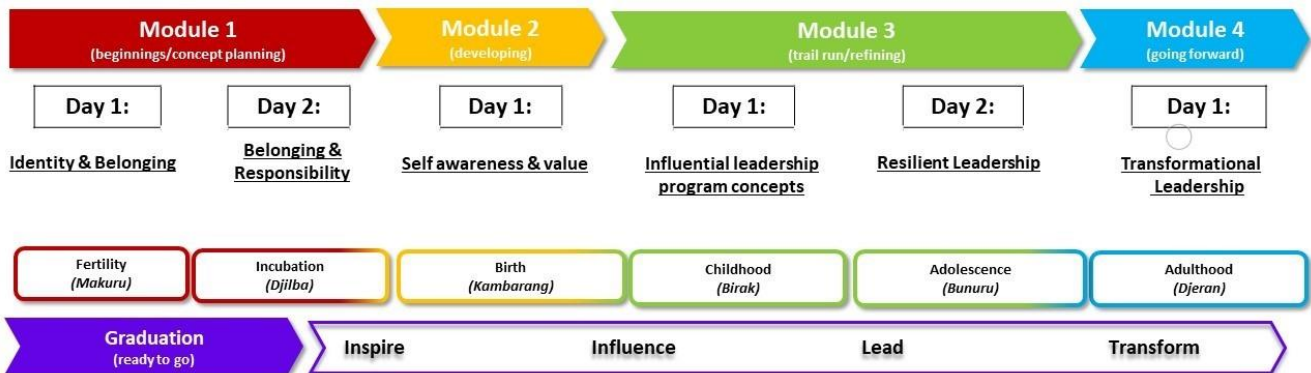 Module 1
(beginnings/concept planning)
Module 2
(developing)
Module 3
(trail run/refining)
Module 4
(going forward)
Day 1:
Day 2:
Day 1:
Day 1:
Day 2:
Day 1:
Identity & Belonging
Belonging &
Responsibility
Self awareness & value
Influential leadership
program concepts
Resilient Leadership
Transformational
Leadership
Fertility
(Makuru)
Incubation
(Djilba)
Birth
(Kambarang)
Childhood
(Birak)
Adolescence
(Bunuru)
Adulthood
(Djeran)
Graduation
(ready to go)
Inspire
Influence
Lead
Transform